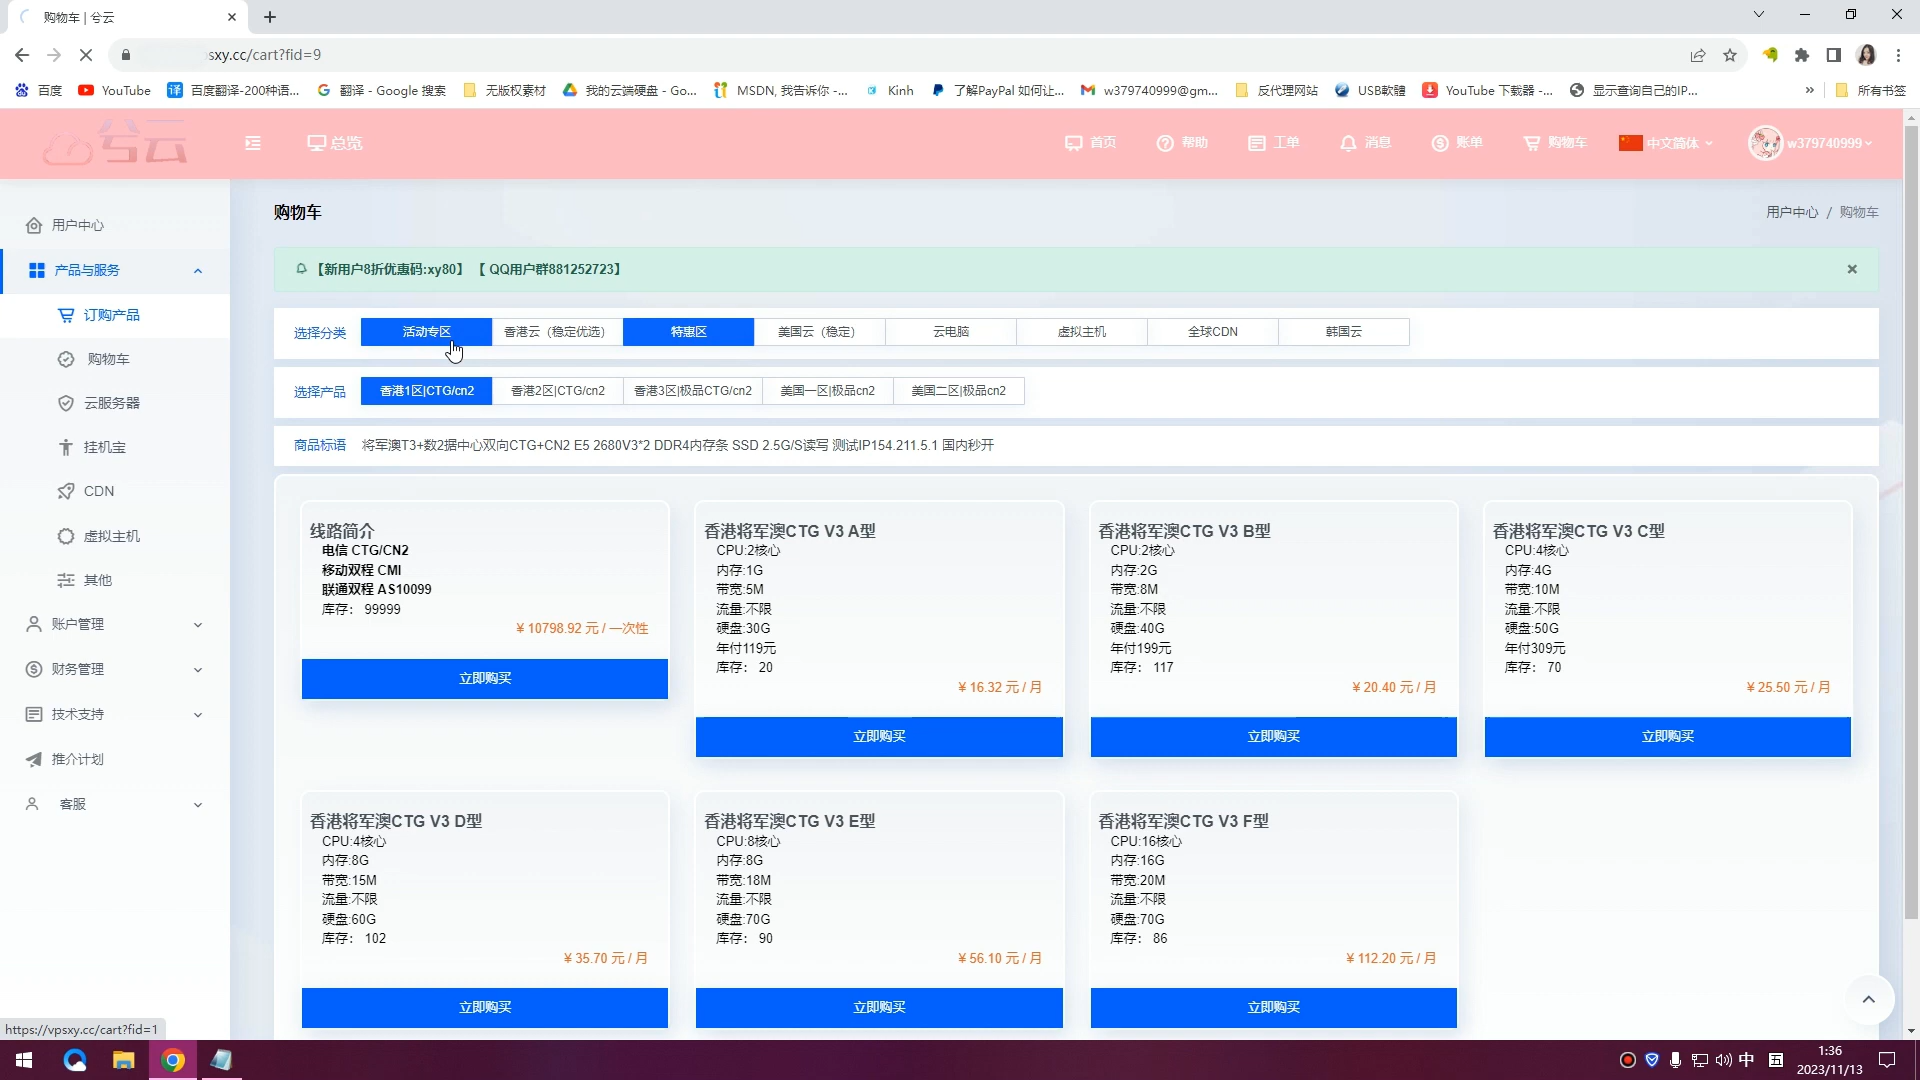 购物车 | 兮云
sxy.cc/cart?fid=9
百度
YouTube
百度翻译-200种语...
翻译 - Google 搜索
无版权素材
我的云端硬盘 - Go...
MSDN, 我告诉你 -...
Kinh
了解PayPal 如何让...
w379740999@gm...
反代理网站
USB軟體
YouTube 下载器 -...
显示查询自己的IP...
»
所有书签
兮云
总览
首页
帮助
工单
消息
账单
购物车
中文简体
w379740999
用户中心
产品与服务
订购产品
购物车
云服务器
挂机宝
CDN
虚拟主机
其他
账户管理
财务管理
技术支持
推介计划
客服
购物车
用户中心 / 购物车
【新用户8折优惠码:xy80】 【 QQ用户群881252723】
选择分类 活动专区 香港云（稳定优选） 特惠区 美国云（稳定） 云电脑 虚拟主机 全球CDN 韩国云
选择产品 香港1区|CTG/cn2 香港2区|CTG/cn2 香港3区|极品CTG/cn2 美国一区|极品cn2 美国二区|极品cn2
商品标语 将军澳T3+数2据中心双向CTG+CN2 E5 2680V3*2 DDR4内存条 SSD 2.5G/S读写 测试IP154.211.5.1 国内秒开
线路简介
电信 CTG/CN2
移动双程 CMI
联通双程 AS10099
库存： 99999
¥ 10798.92 元 / 一次性
立即购买
香港将军澳CTG V3 A型
CPU:2核心
内存:1G
带宽:5M
流量:不限
硬盘:30G
年付119元
库存： 20
¥ 16.32 元 / 月
立即购买
香港将军澳CTG V3 B型
CPU:2核心
内存:2G
带宽:8M
流量:不限
硬盘:40G
年付199元
库存： 117
¥ 20.40 元 / 月
立即购买
香港将军澳CTG V3 C型
CPU:4核心
内存:4G
带宽:10M
流量:不限
硬盘:50G
年付309元
库存： 70
¥ 25.50 元 / 月
立即购买
香港将军澳CTG V3 D型
CPU:4核心
内存:8G
带宽:15M
流量:不限
硬盘:60G
库存： 102
¥ 35.70 元 / 月
立即购买
香港将军澳CTG V3 E型
CPU:8核心
内存:8G
带宽:18M
流量:不限
硬盘:70G
库存： 90
¥ 56.10 元 / 月
立即购买
香港将军澳CTG V3 F型
CPU:16核心
内存:16G
带宽:20M
流量:不限
硬盘:70G
库存： 86
¥ 112.20 元 / 月
立即购买
https://vpsxy.cc/cart?fid=1
中
五
1:36
2023/11/13